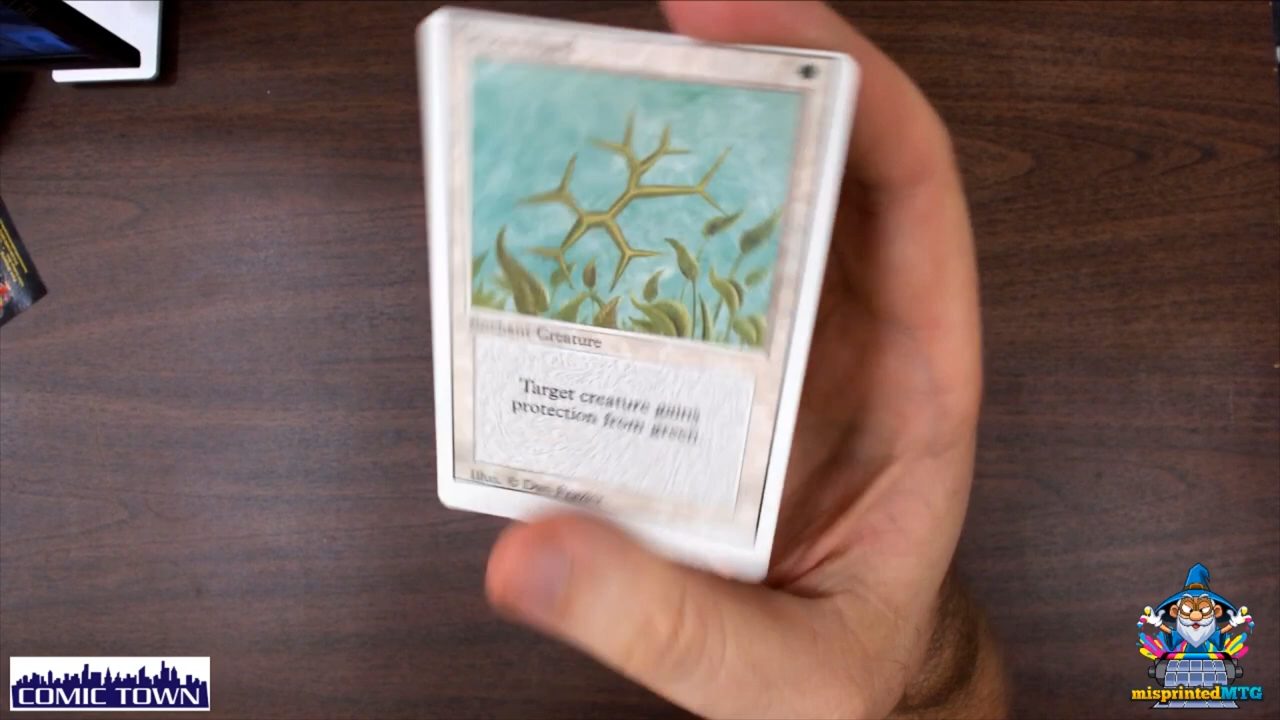 Enchant Creature
Target creature gains
protection from green
Illus. © Dan Frazier
COMIC TOWN
misprintedMTG